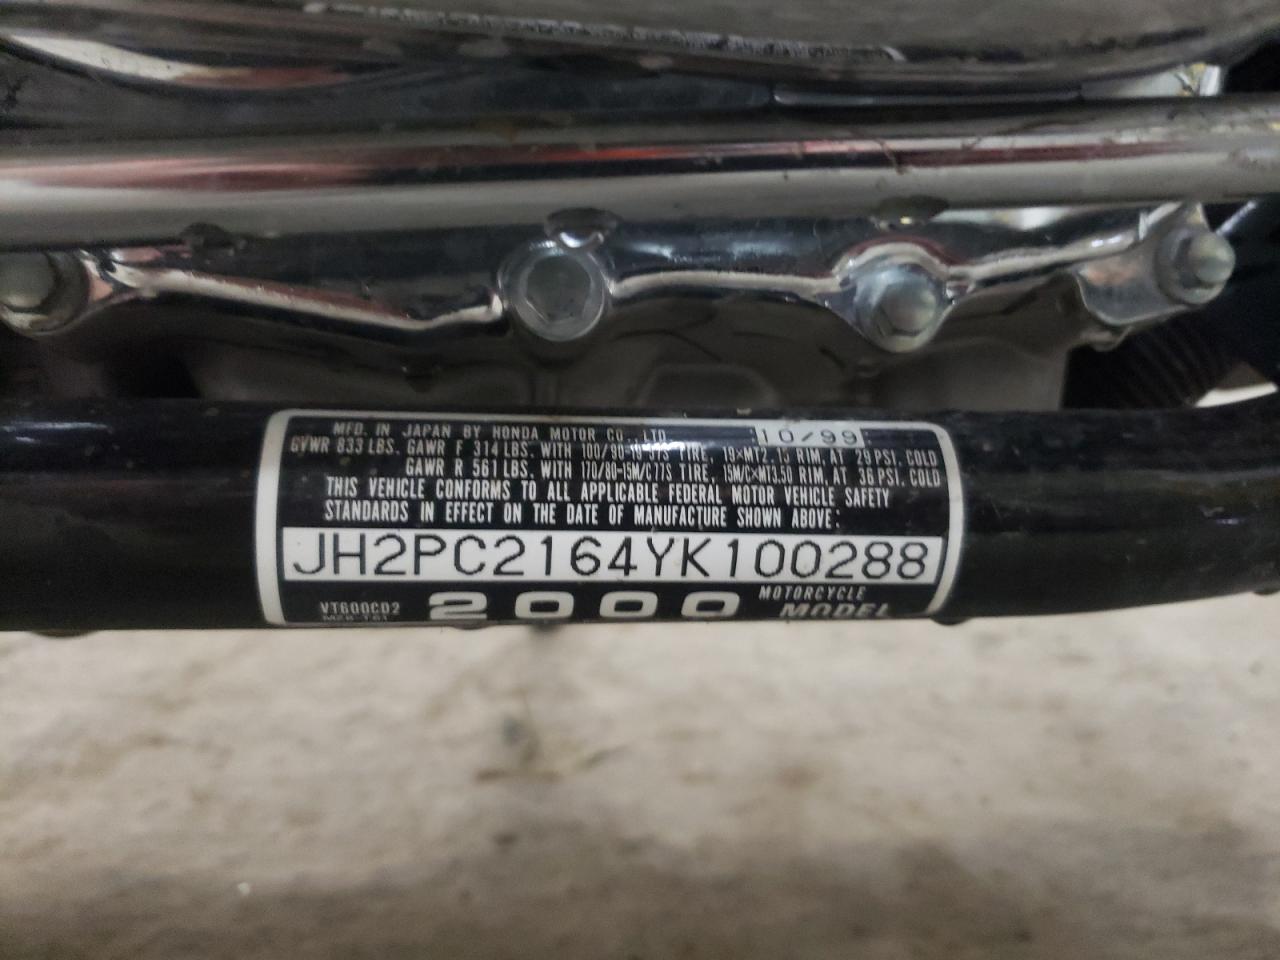 MFD. IN JAPAN BY HONDA MOTOR CO., LTD. 10/99
GVWR 833 LBS. GAWR F 314 LBS. WITH 100/90-19 57S TIRE, 19×MT2.15 RIM, AT 29 PSI. COLD
GAWR R 561 LBS. WITH 170/80-15M/C77S TIRE, 15M/C×MT3.50 RIM, AT 36 PSI. COLD
THIS VEHICLE CONFORMS TO ALL APPLICABLE FEDERAL MOTOR VEHICLE SAFETY
STANDARDS IN EFFECT ON THE DATE OF MANUFACTURE SHOWN ABOVE:
JH2PC2164YK100288
VT600CD2 2000 MOTORCYCLE
MODEL